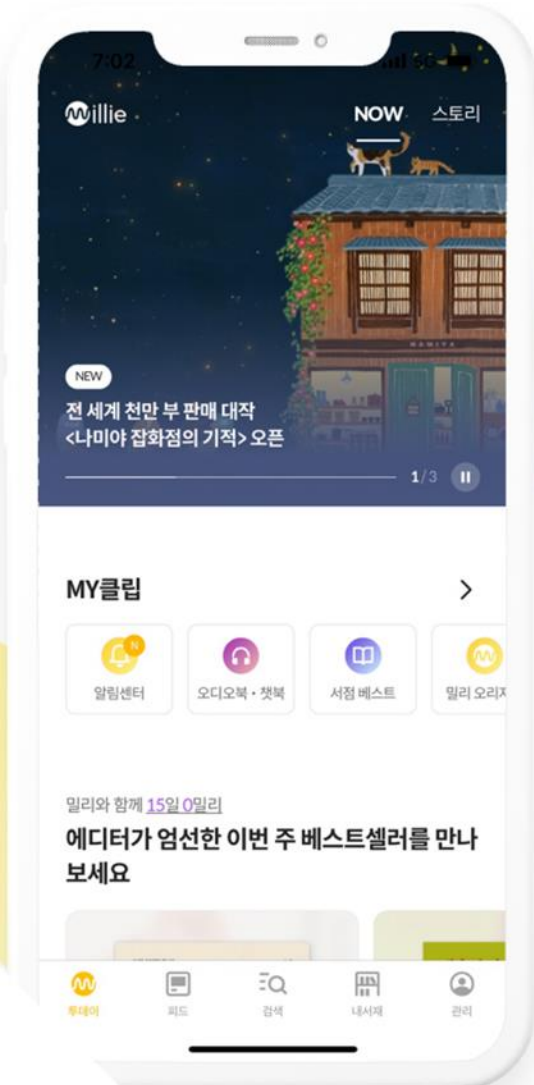 7:02
5G
Millie
NOW 스토리
NAMIYA
NEW
전 세계 천만 부 판매 대작
<나미야 잡화점의 기적> 오픈
1/3
MY클립
N
알림센터 오디오북・챗북 서점 베스트 밀리 오리지
밀리와 함께 15일 0밀리
에디터가 엄선한 이번 주 베스트셀러를 만나
보세요
투데이 피드 검색 내서재 관리